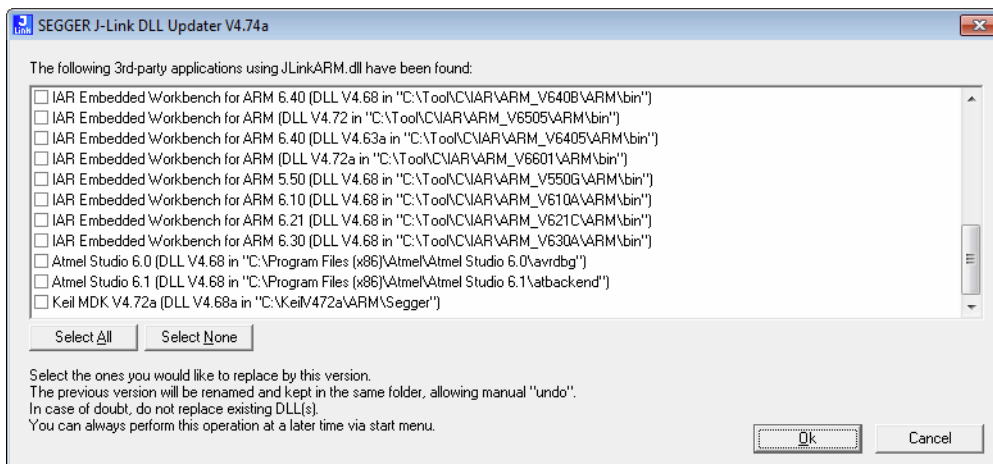 SEGGER J-Link DLL Updater V4.74a
The following 3rd-party applications using JLinkARM.dll have been found:
IAR Embedded Workbench for ARM 6.40 (DLL V4.68 in "C:\Tool\C\IAR\ARM_V640B\ARM\bin")
IAR Embedded Workbench for ARM (DLL V4.72 in "C:\Tool\C\IAR\ARM_V6505\ARM\bin")
IAR Embedded Workbench for ARM 6.40 (DLL V4.63a in "C:\Tool\C\IAR\ARM_V6405\ARM\bin")
IAR Embedded Workbench for ARM (DLL V4.72a in "C:\Tool\C\IAR\ARM_V6601\ARM\bin")
IAR Embedded Workbench for ARM 5.50 (DLL V4.68 in "C:\Tool\C\IAR\ARM_V550G\ARM\bin")
IAR Embedded Workbench for ARM 6.10 (DLL V4.68 in "C:\Tool\C\IAR\ARM_V610A\ARM\bin")
IAR Embedded Workbench for ARM 6.21 (DLL V4.68 in "C:\Tool\C\IAR\ARM_V621C\ARM\bin")
IAR Embedded Workbench for ARM 6.30 (DLL V4.68 in "C:\Tool\C\IAR\ARM_V630A\ARM\bin")
Atmel Studio 6.0 (DLL V4.68 in "C:\Program Files (x86)\Atmel\Atmel Studio 6.0\avrdbg")
Atmel Studio 6.1 (DLL V4.68 in "C:\Program Files (x86)\Atmel\Atmel Studio 6.1\atbackend")
Keil MDK V4.72a (DLL V4.68a in "C:\Keil\V472a\ARM\Segger")
Select All Select None
Select the ones you would like to replace by this version.
The previous version will be renamed and kept in the same folder, allowing manual "undo".
In case of doubt, do not replace existing DLL(s).
You can always perform this operation at a later time via start menu.
Ok Cancel